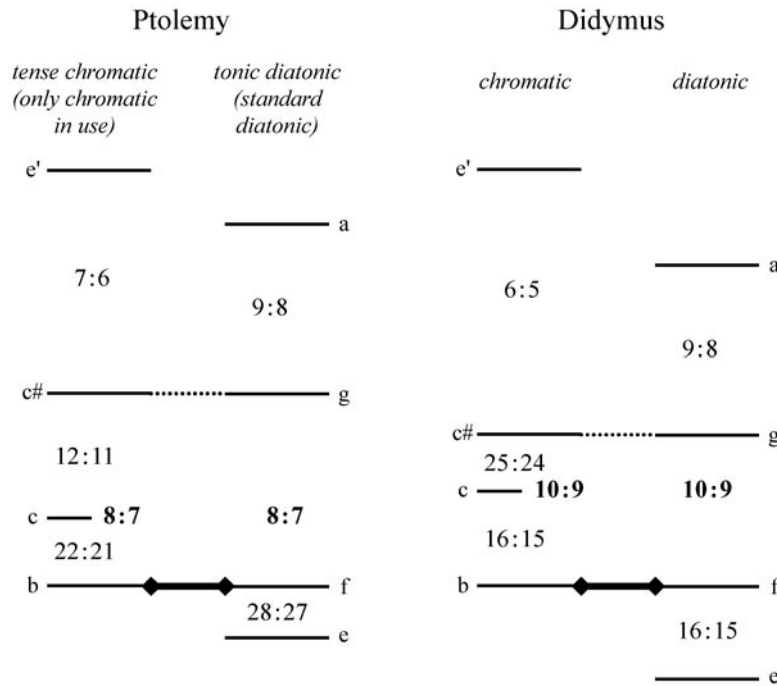 Ptolemy
tense chromatic
(only chromatic
in use)
tonic diatonic
(standard
diatonic)
e'
a
7:6
9:8
c#
g
12:11
c
8:7
8:7
22:21
b
f
28:27
e
Didymus
chromatic
diatonic
e'
a
6:5
9:8
c#
g
25:24
c
10:9
10:9
16:15
b
f
16:15
e